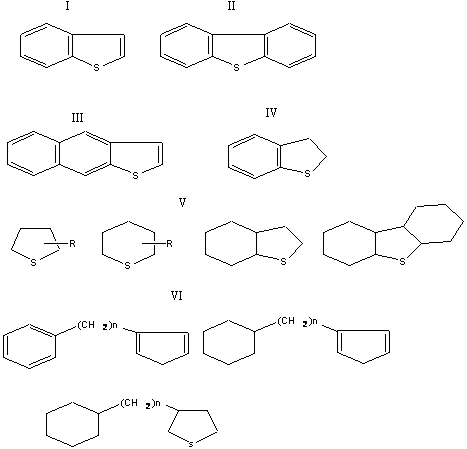 I II
S S
III IV
S S
V
S R S R S S
VI
(CH 2)n (CH 2)n
(CH 2)n
s